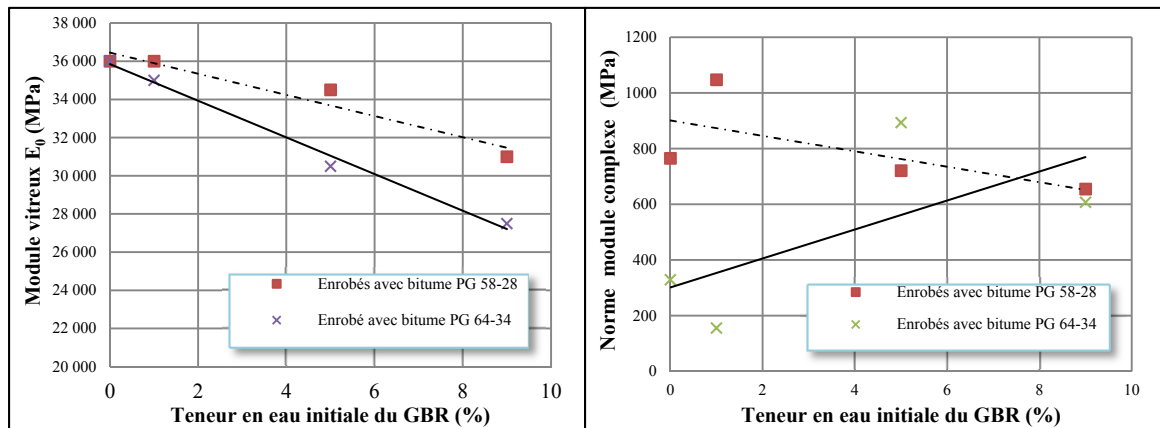 38 000
36 000
34 000
32 000
30 000
28 000
26 000
24 000
22 000
20 000
Module vitreux E0 (MPa)
Enrobés avec bitume PG 58-28
Enrobé avec bitume PG 64-34
0 2 4 6 8 10
Teneur en eau initiale du GBR (%)
1200
1000
800
600
400
200
0
Norme module complexe (MPa)
Enrobés avec bitume PG 58-28
Enrobés avec bitume PG 64-34
0 2 4 6 8 10
Teneur en eau initiale du GBR (%)